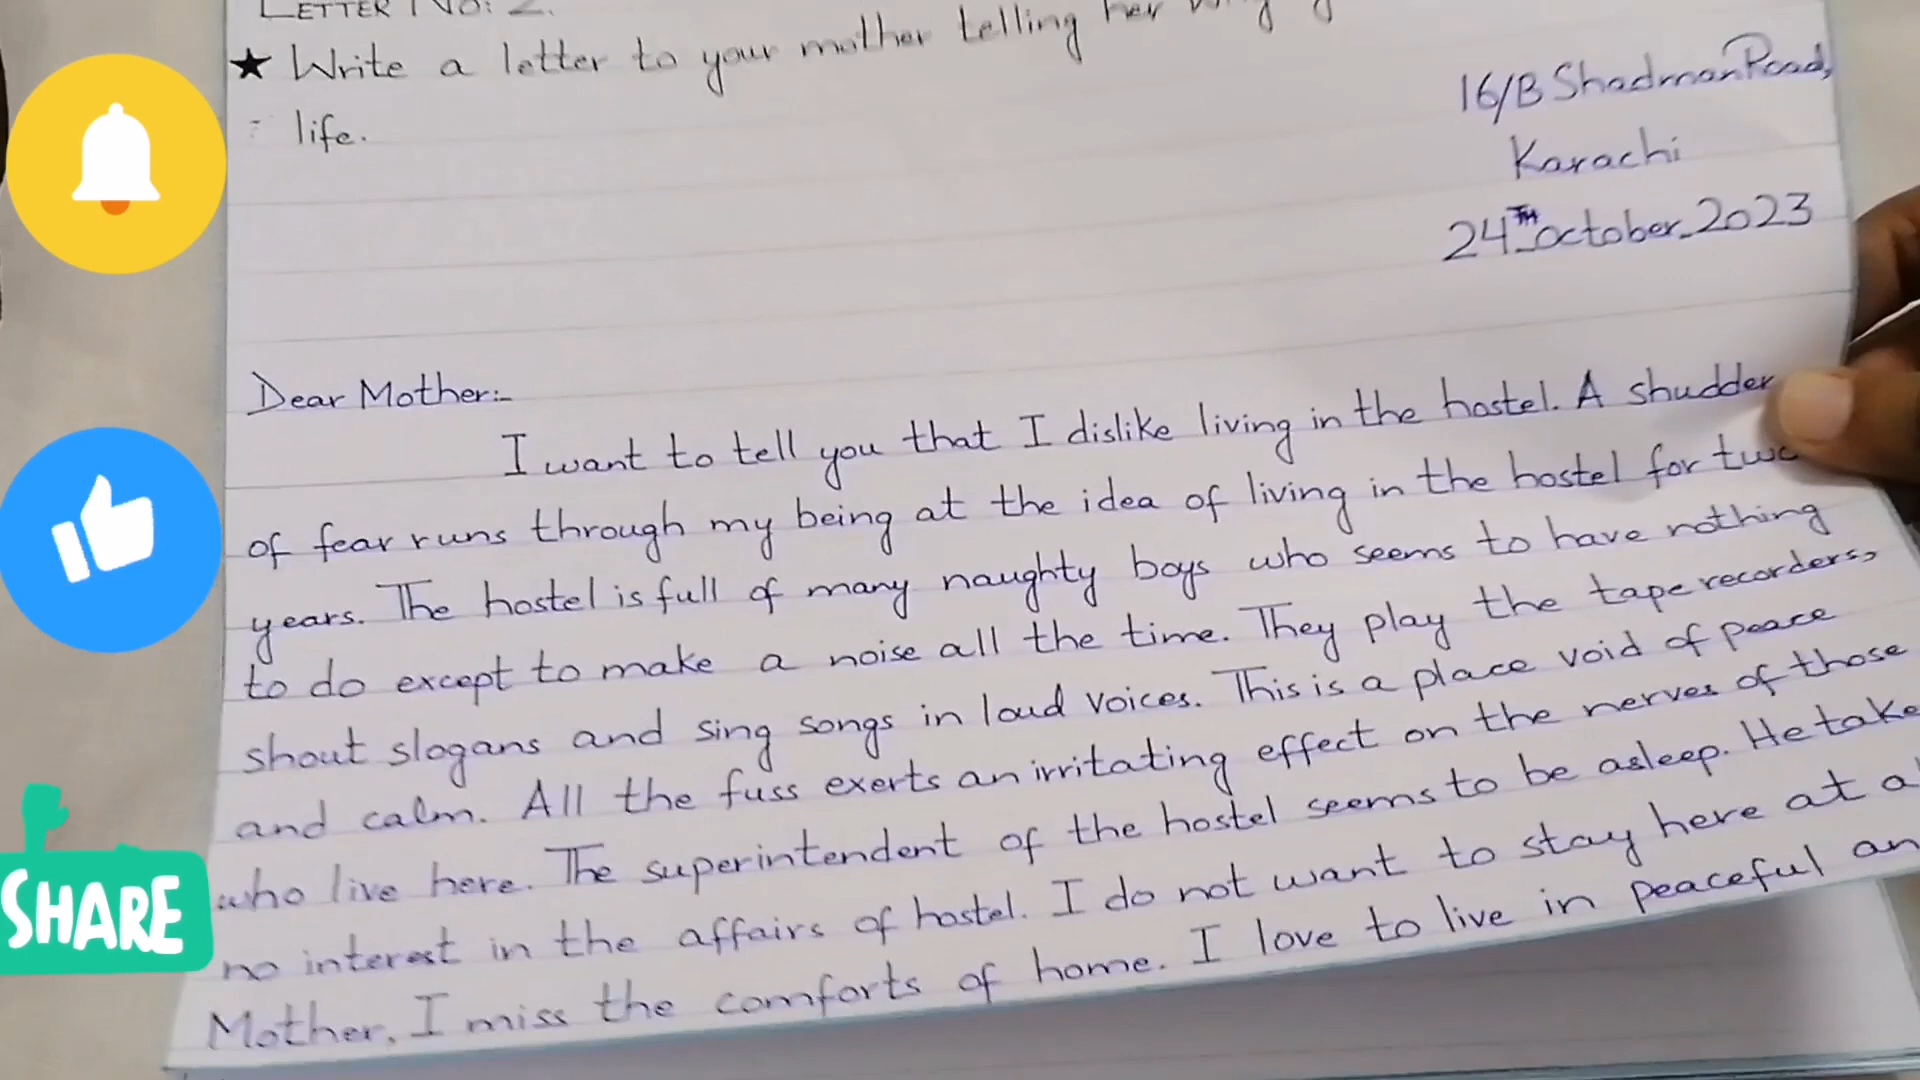 LETTER NO: 2.
★ Write a letter to your mother telling her why
life.
16/B Shadman Road,
Karachi
24TH October, 2023
Dear Mother:-
I want to tell you that I dislike living in the hostel. A shudder
of fear runs through my being at the idea of living in the hostel for two
years. The hostel is full of many naughty boys who seems to have nothing
to do except to make a noise all the time. They play the tape recorders,
shout slogans and sing songs in loud voices. This is a place void of peace
and calm. All the fuss exerts an irritating effect on the nerves of those
who live here. The superintendent of the hostel seems to be asleep. He take
no interest in the affairs of hostel. I do not want to stay here at al
Mother. I miss the comforts of home. I love to live in peaceful an
SHARE